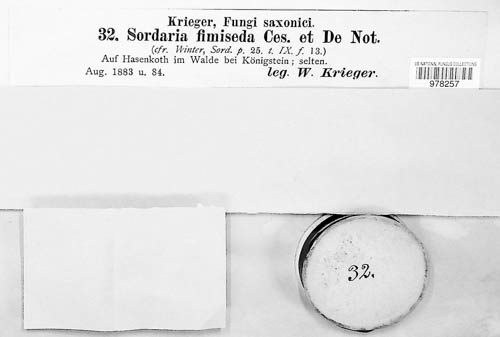 Krieger, Fungi saxonici.
32. Sordaria fimiseda Ces. et De Not.
(cfr. Winter, Sord. p. 25. t. IX. f. 13.)
Auf Hasenkoth im Walde bei Königstein; selten.
Aug. 1883 u. 84. leg. W. Krieger.
US NATIONAL FUNGUS COLLECTIONS
978257
32.